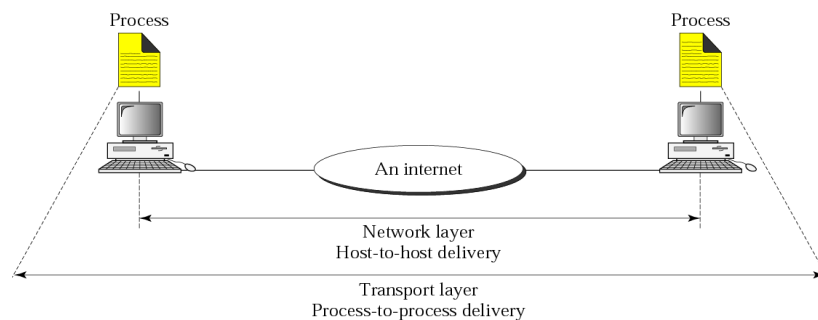 Process
Process
An internet
Network layer
Host-to-host delivery
Transport layer
Process-to-process delivery